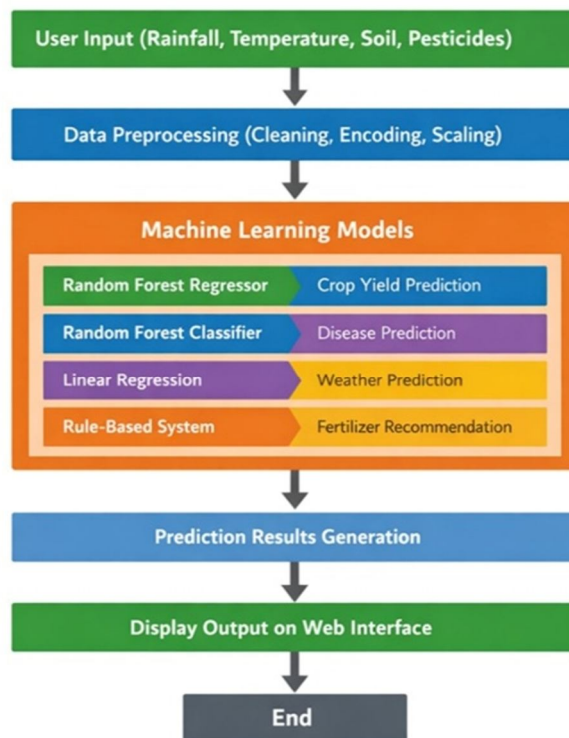 User Input (Rainfall, Temperature, Soil, Pesticides)
Data Preprocessing (Cleaning, Encoding, Scaling)
Machine Learning Models
Random Forest Regressor Crop Yield Prediction
Random Forest Classifier Disease Prediction
Linear Regression Weather Prediction
Rule-Based System Fertilizer Recommendation
Prediction Results Generation
Display Output on Web Interface
End